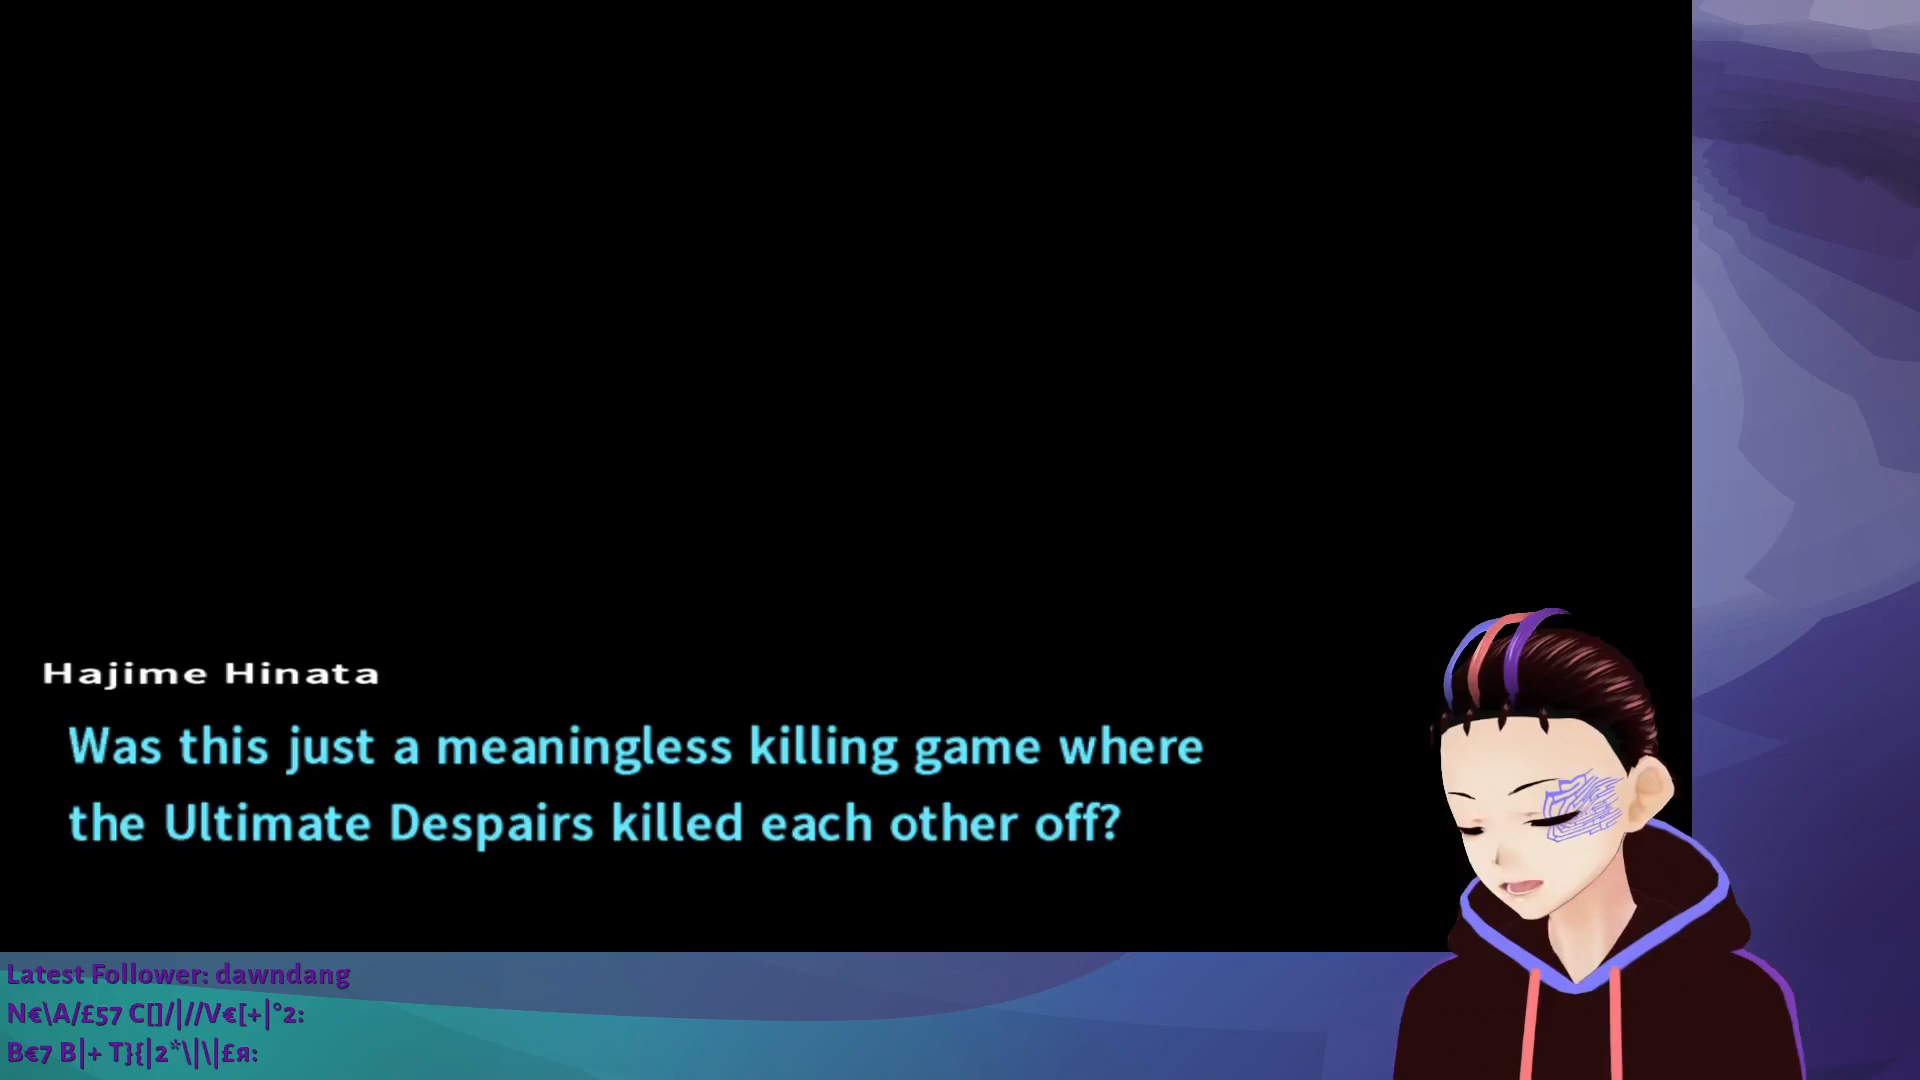 Hajime Hinata
Was this just a meaningless killing game where
the Ultimate Despairs killed each other off?
Latest Follower: dawndang
N€\A/£57 C[]/|//V€[+|°2:
B€7 B|+ T}{|2*\|\|£я: